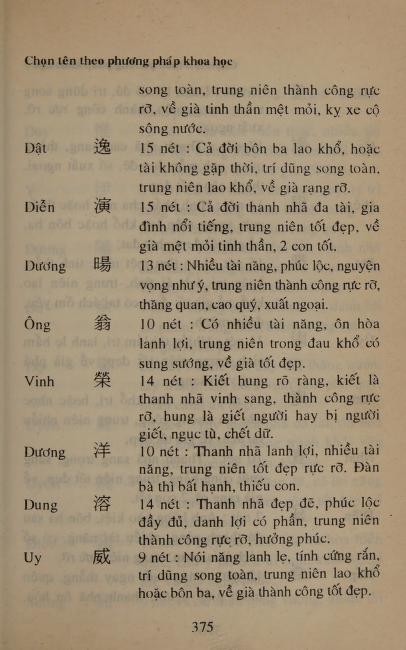 Chọn tên theo phương pháp khoa học
song toàn, trung niên thành công rực
rỡ, về già tinh thần mệt mỏi, kỵ xe cộ
sông nước.
Dật 逸 15 nét : Cả đời bôn ba lao khổ, hoặc
tài không gặp thời, trí dũng song toàn,
trung niên lao khổ, về già rạng rỡ.
Diễn 演 15 nét : Cả đời thanh nhã đa tài, gia
đình nổi tiếng, trung niên tốt đẹp, về
già mệt mỏi tinh thần, 2 con tốt.
Dương 暘 13 nét : Nhiều tài năng, phúc lộc, nguyện
vọng như ý, trung niên thành công rực rỡ,
thăng quan, cao quý, xuất ngoại.
Ông 翁 10 nét : Có nhiều tài năng, ôn hòa
lanh lợi, trung niên trong đau khổ có
sung sướng, về già tốt đẹp.
Vinh 榮 14 nét : Kiết hung rõ ràng, kiết là
thanh nhã vinh sang, thành công rực
rỡ, hung là giết người hay bị người
giết, ngục tù, chết dữ.
Dương 洋 10 nét : Thanh nhã lanh lợi, nhiều tài
năng, trung niên tốt đẹp rực rỡ. Đàn
bà thì bất hạnh, thiếu con.
Dung 溶 14 nét : Thanh nhã đẹp đẽ, phúc lộc
đầy đủ, danh lợi có phần, trung niên
thành công rực rỡ, hưởng phúc.
Uy 威 9 nét : Nói năng lanh lẹ, tính cứng rắn,
trí dũng song toàn, trung niên lao khổ
hoặc bôn ba, về già thành công tốt đẹp.
375